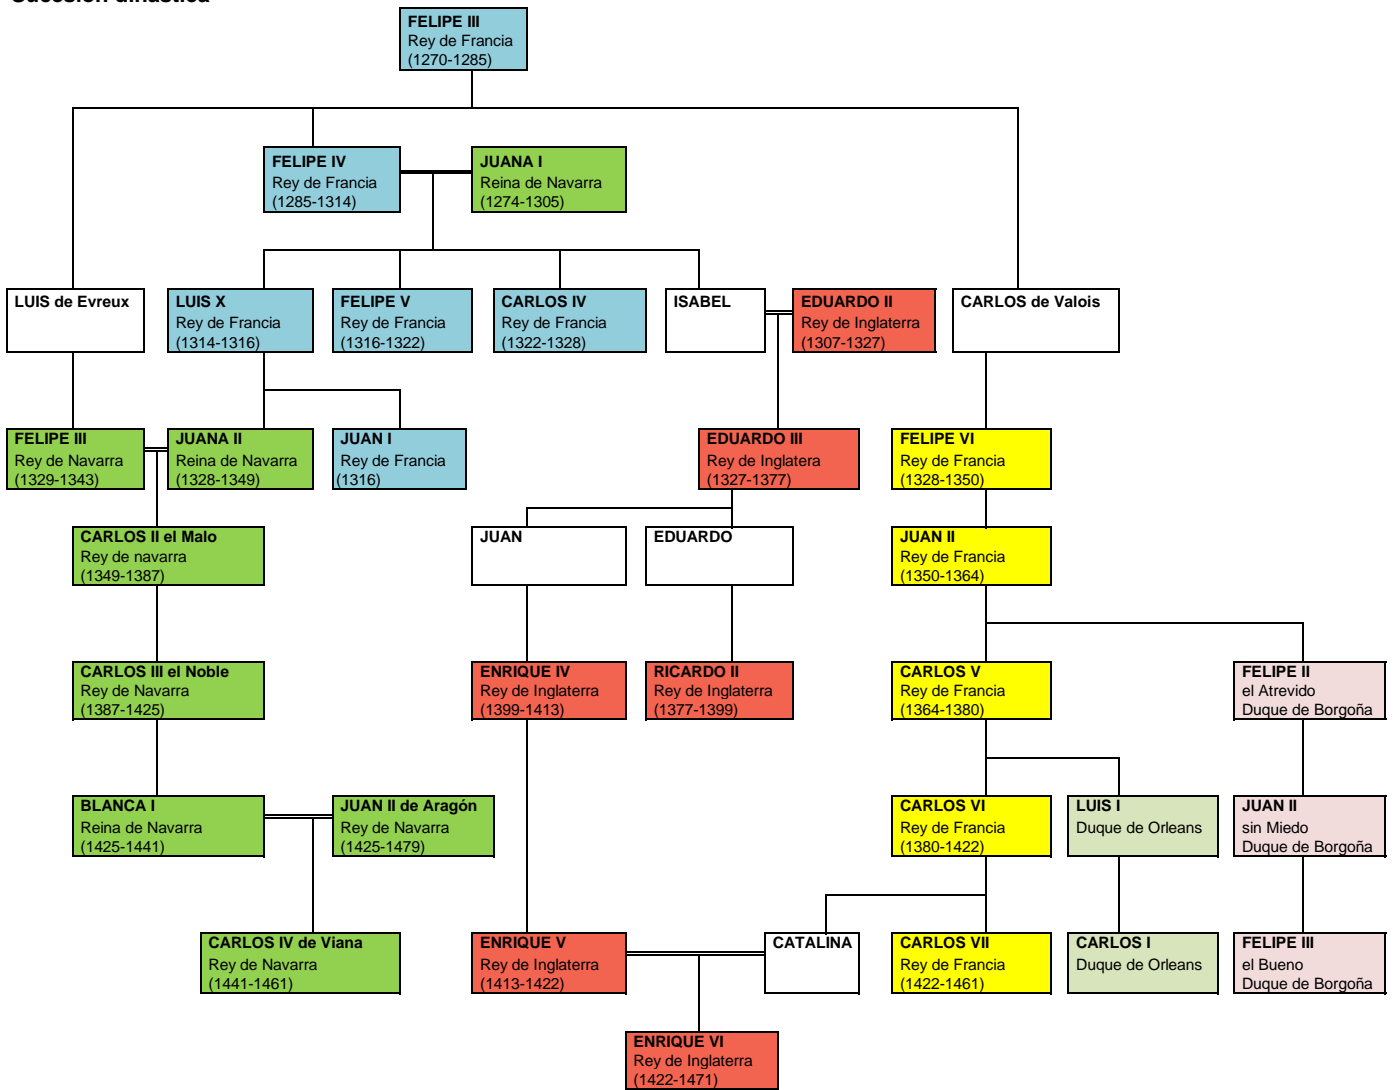 Sucesión dinástica
FELIPE III
Rey de Francia
(1270-1285)
FELIPE IV
Rey de Francia
(1285-1314)
JUANA I
Reina de Navarra
(1274-1305)
LUIS de Evreux
LUIS X
Rey de Francia
(1314-1316)
FELIPE V
Rey de Francia
(1316-1322)
CARLOS IV
Rey de Francia
(1322-1328)
ISABEL
EDUARDO II
Rey de Inglaterra
(1307-1327)
CARLOS de Valois
FELIPE III
Rey de Navarra
(1329-1343)
JUANA II
Reina de Navarra
(1328-1349)
JUAN I
Rey de Francia
(1316)
EDUARDO III
Rey de Inglatera
(1327-1377)
FELIPE VI
Rey de Francia
(1328-1350)
CARLOS II el Malo
Rey de navarra
(1349-1387)
JUAN
EDUARDO
JUAN II
Rey de Francia
(1350-1364)
CARLOS III el Noble
Rey de Navarra
(1387-1425)
ENRIQUE IV
Rey de Inglaterra
(1399-1413)
RICARDO II
Rey de Inglaterra
(1377-1399)
CARLOS V
Rey de Francia
(1364-1380)
FELIPE II
el Atrevido
Duque de Borgoña
BLANCA I
Reina de Navarra
(1425-1441)
JUAN II de Aragón
Rey de Navarra
(1425-1479)
CARLOS VI
Rey de Francia
(1380-1422)
LUIS I
Duque de Orleans
JUAN II
sin Miedo
Duque de Borgoña
CARLOS IV de Viana
Rey de Navarra
(1441-1461)
ENRIQUE V
Rey de Inglaterra
(1413-1422)
CATALINA
CARLOS VII
Rey de Francia
(1422-1461)
CARLOS I
Duque de Orleans
FELIPE III
el Bueno
Duque de Borgoña
ENRIQUE VI
Rey de Inglaterra
(1422-1471)